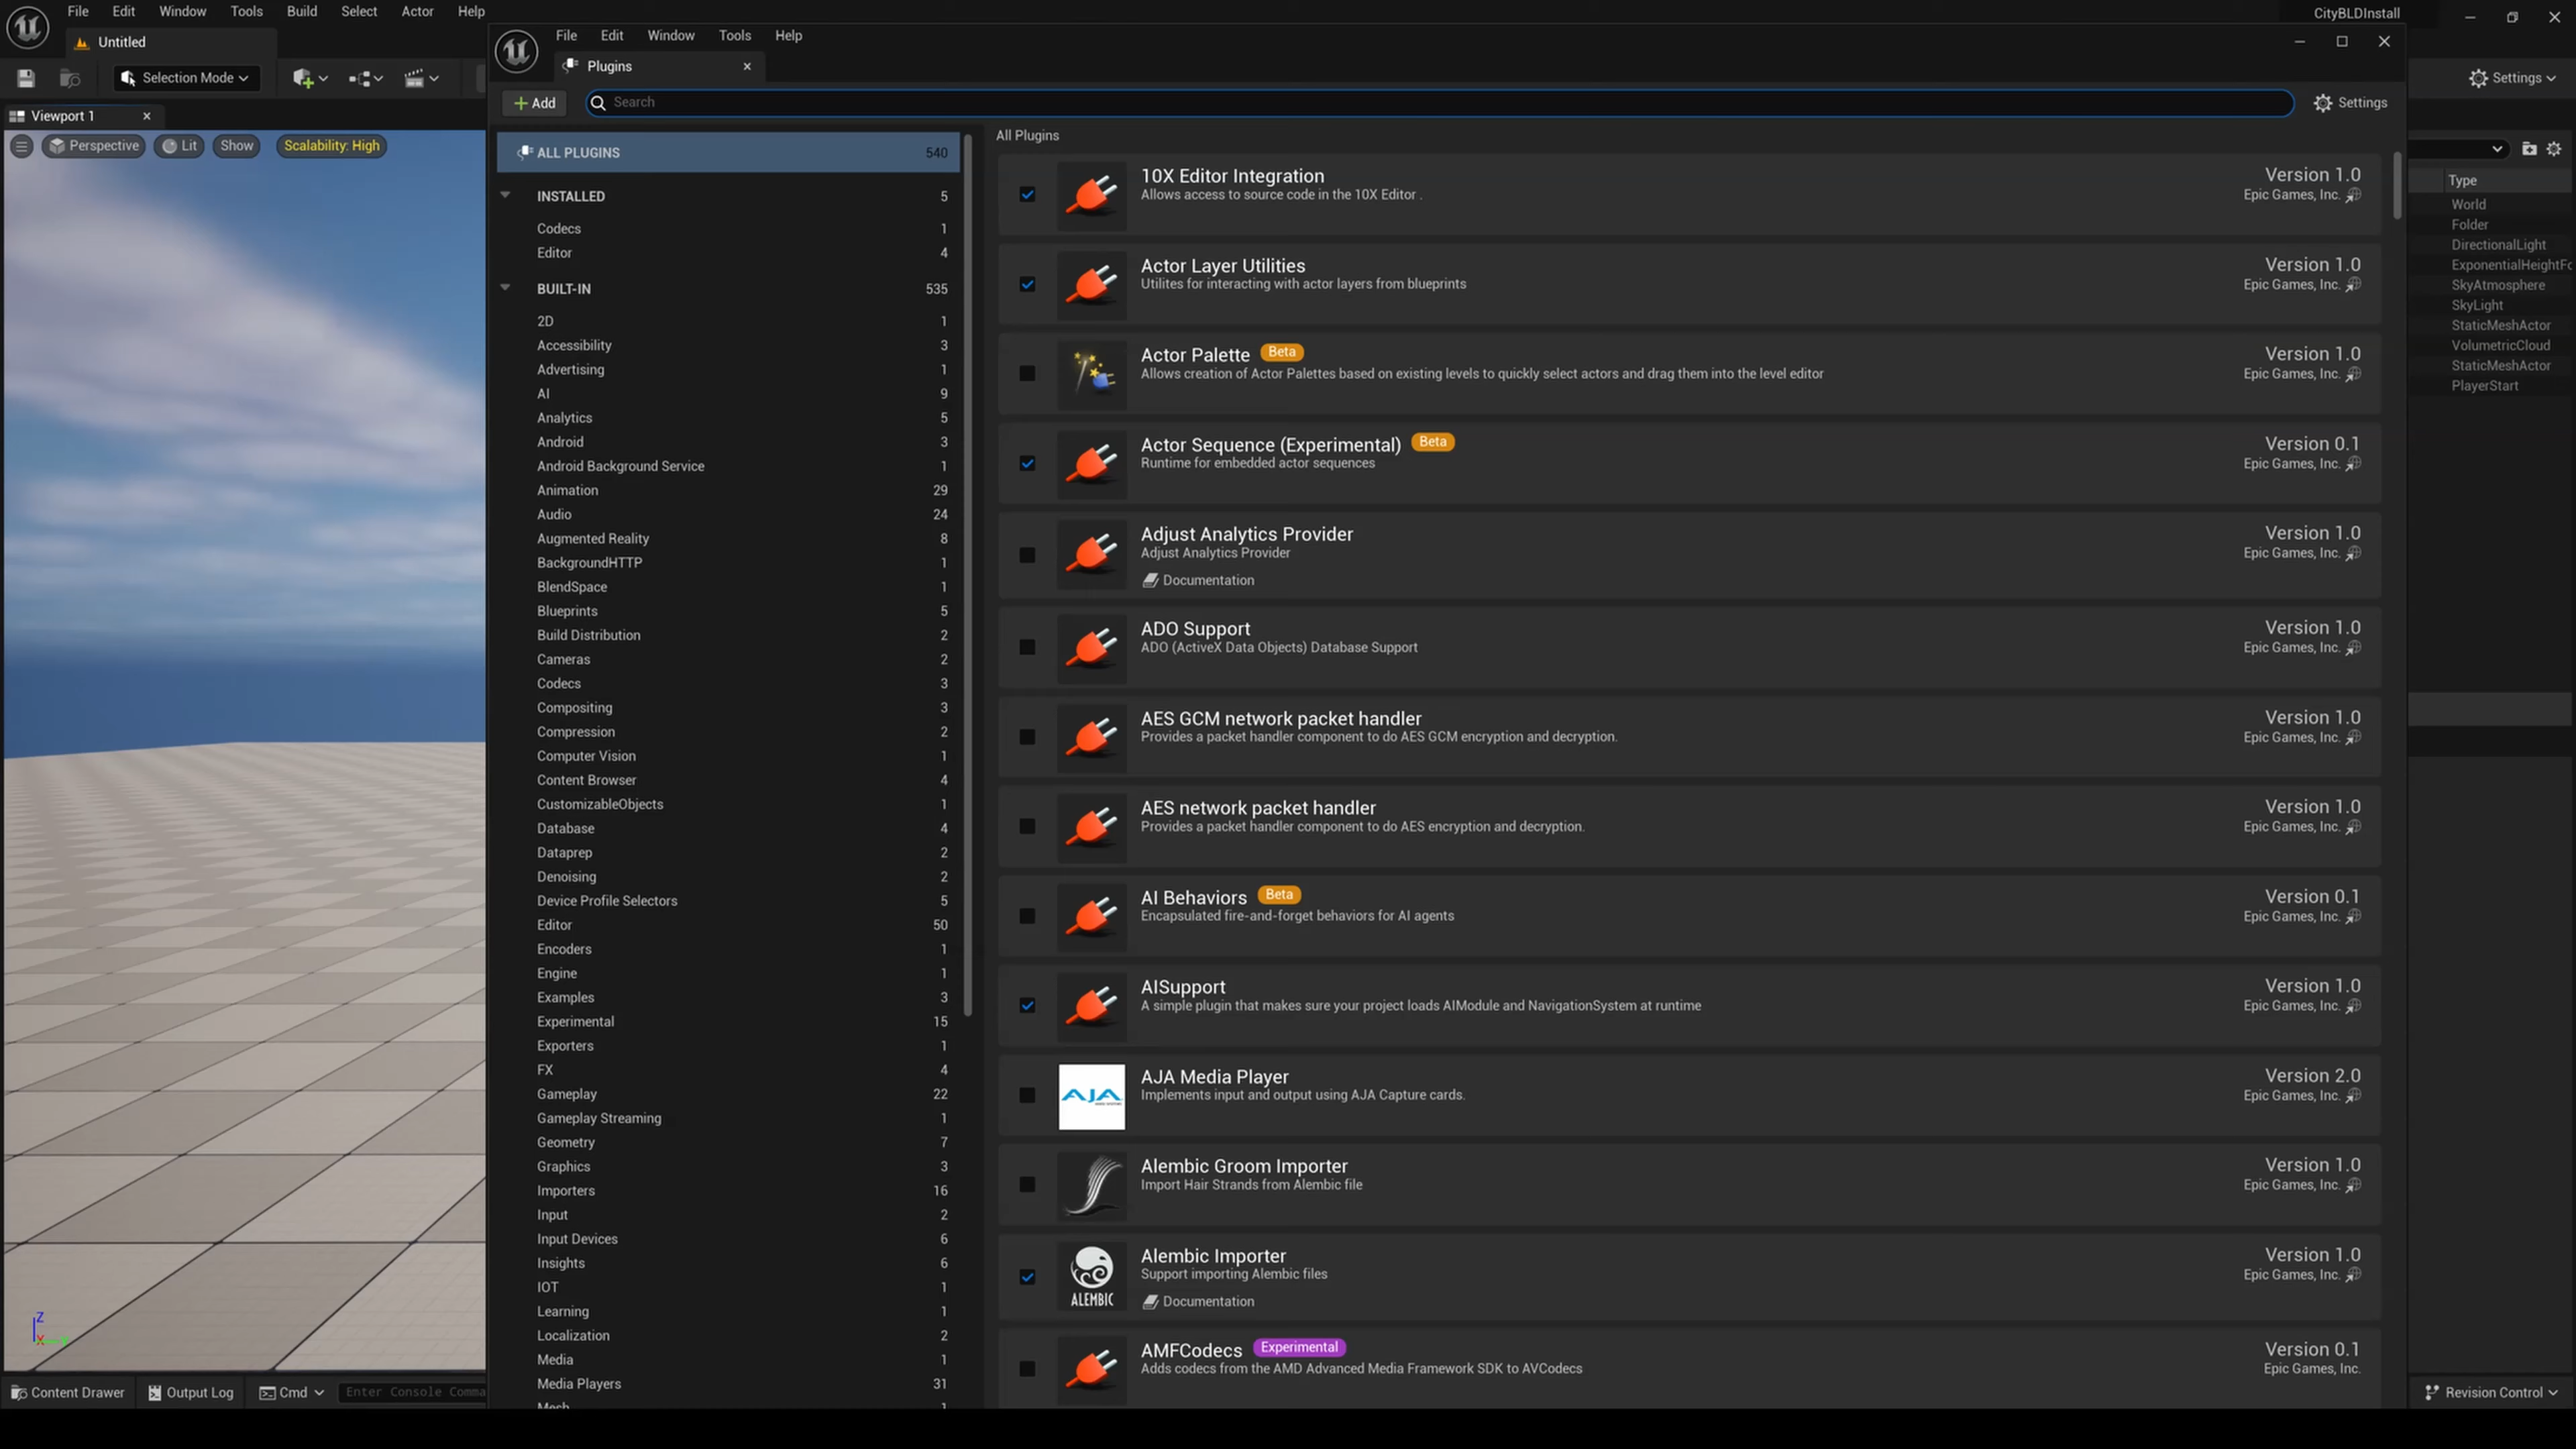 File Edit Window Tools Build Select Actor Help
CityBLDInstall
Untitled
Selection Mode
Settings
Viewport 1
Perspective Lit Show Scalability: High
File Edit Window Tools Help
Plugins
Add
Search
Settings
ALL PLUGINS 540
INSTALLED 5
Codecs 1
Editor 4
BUILT-IN 535
2D 1
Accessibility 3
Advertising 1
AI 9
Analytics 5
Android 3
Android Background Service 1
Animation 29
Audio 24
Augmented Reality 8
BackgroundHTTP 1
BlendSpace 1
Blueprints 5
Build Distribution 2
Cameras 2
Codecs 3
Compositing 3
Compression 2
Computer Vision 1
Content Browser 4
CustomizableObjects 1
Database 4
Dataprep 2
Denoising 2
Device Profile Selectors 5
Editor 50
Encoders 1
Engine 1
Examples 3
Experimental 15
Exporters 1
FX 4
Gameplay 22
Gameplay Streaming 1
Geometry 7
Graphics 3
Importers 16
Input 2
Input Devices 6
Insights 6
IOT 1
Learning 1
Localization 2
Media 1
Media Players 31
All Plugins
10X Editor Integration Version 1.0
Allows access to source code in the 10X Editor . Epic Games, Inc.
Actor Layer Utilities Version 1.0
Utilites for interacting with actor layers from blueprints Epic Games, Inc.
Actor Palette Beta Version 1.0
Allows creation of Actor Palettes based on existing levels to quickly select actors and drag them into the level editor Epic Games, Inc.
Actor Sequence (Experimental) Beta Version 0.1
Runtime for embedded actor sequences Epic Games, Inc.
Adjust Analytics Provider Version 1.0
Adjust Analytics Provider Epic Games, Inc.
Documentation
ADO Support Version 1.0
ADO (ActiveX Data Objects) Database Support Epic Games, Inc.
AES GCM network packet handler Version 1.0
Provides a packet handler component to do AES GCM encryption and decryption. Epic Games, Inc.
AES network packet handler Version 1.0
Provides a packet handler component to do AES encryption and decryption. Epic Games, Inc.
AI Behaviors Beta Version 0.1
Encapsulated fire-and-forget behaviors for AI agents Epic Games, Inc.
AISupport Version 1.0
A simple plugin that makes sure your project loads AIModule and NavigationSystem at runtime Epic Games, Inc.
AJA
AJA Media Player Version 2.0
Implements input and output using AJA Capture cards. Epic Games, Inc.
Alembic Groom Importer Version 1.0
Import Hair Strands from Alembic file Epic Games, Inc.
Alembic Importer Version 1.0
Support importing Alembic files Epic Games, Inc.
ALEMBIC
Documentation
AMFCodecs Experimental Version 0.1
Adds codecs from the AMD Advanced Media Framework SDK to AVCodecs Epic Games, Inc.
Type
World
Folder
DirectionalLight
ExponentialHeightFo
SkyAtmosphere
SkyLight
StaticMeshActor
VolumetricCloud
StaticMeshActor
PlayerStart
Z
X
Content Drawer Output Log Cmd Enter Console Comma
Revision Control